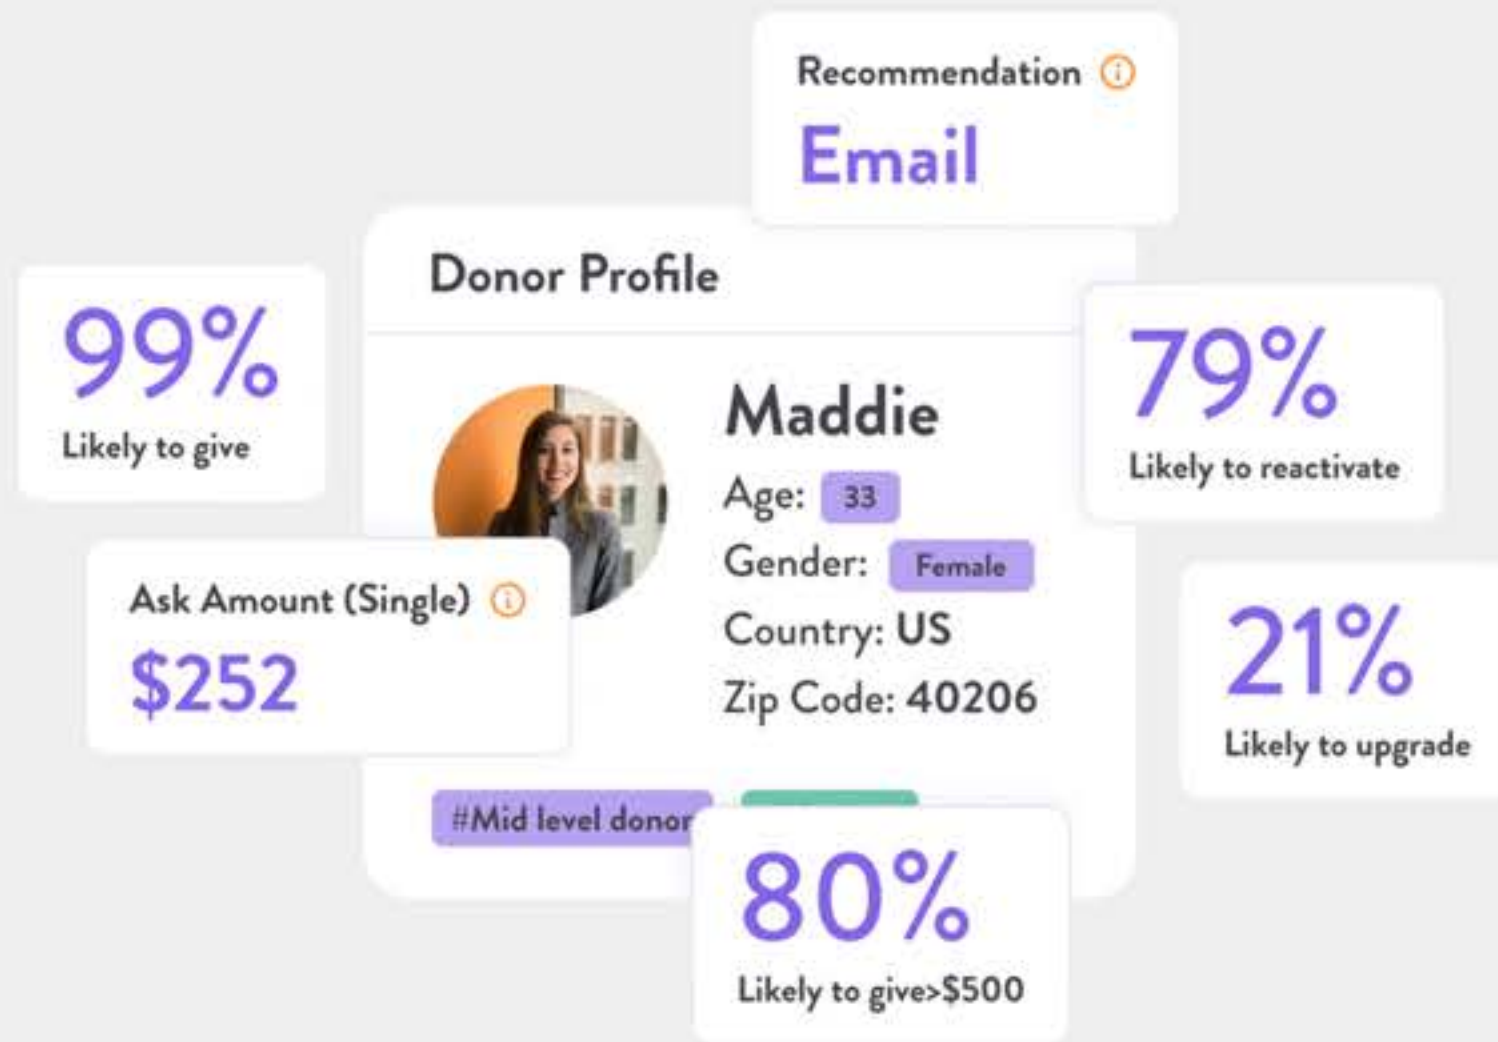 Recommendation
Email
Donor Profile
99%
Likely to give
Maddie
Age: 33
Gender: Female
Country: US
Zip Code: 40206
79%
Likely to reactivate
Ask Amount (Single)
$252
21%
Likely to upgrade
#Mid level donor
80%
Likely to give>$500